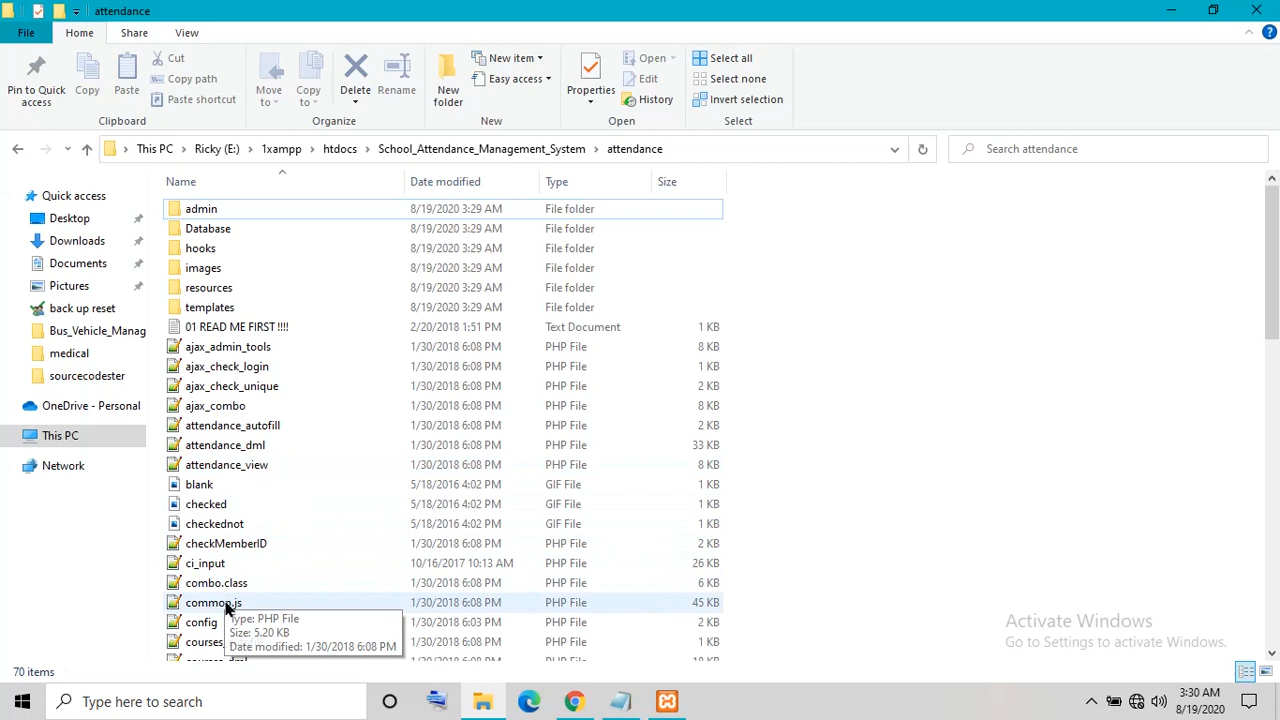 attendance
File Home Share View
Pin to Quick access
Copy
Paste
Cut
Copy path
Paste shortcut
Clipboard
Move to
Copy to
Delete
Rename
Organize
New folder
New item
Easy access
New
Properties
Open
Edit
History
Open
Select all
Select none
Invert selection
Select
This PC Ricky (E:) 1xampp htdocs School_Attendance_Management_System attendance
Search attendance
Quick access
Desktop
Downloads
Documents
Pictures
back up reset
Bus_Vehicle_Manag
medical
sourcecodester
OneDrive - Personal
This PC
Network
Name Date modified Type Size
admin 8/19/2020 3:29 AM File folder
Database 8/19/2020 3:29 AM File folder
hooks 8/19/2020 3:29 AM File folder
images 8/19/2020 3:29 AM File folder
resources 8/19/2020 3:29 AM File folder
templates 8/19/2020 3:29 AM File folder
01 READ ME FIRST !!!! 2/20/2018 1:51 PM Text Document 1 KB
ajax_admin_tools 1/30/2018 6:08 PM PHP File 8 KB
ajax_check_login 1/30/2018 6:08 PM PHP File 1 KB
ajax_check_unique 1/30/2018 6:08 PM PHP File 2 KB
ajax_combo 1/30/2018 6:08 PM PHP File 8 KB
attendance_autofill 1/30/2018 6:08 PM PHP File 2 KB
attendance_dml 1/30/2018 6:08 PM PHP File 33 KB
attendance_view 1/30/2018 6:08 PM PHP File 8 KB
blank 5/18/2016 4:02 PM GIF File 1 KB
checked 5/18/2016 4:02 PM GIF File 1 KB
checkednot 5/18/2016 4:02 PM GIF File 1 KB
checkMemberID 1/30/2018 6:08 PM PHP File 2 KB
ci_input 10/16/2017 10:13 AM PHP File 26 KB
combo.class 1/30/2018 6:08 PM PHP File 6 KB
common.js 1/30/2018 6:08 PM PHP File 45 KB
config 1/30/2018 6:03 PM PHP File 2 KB
courses_ 1/30/2018 6:08 PM PHP File 1 KB
Type: PHP File
Size: 5.20 KB
Date modified: 1/30/2018 6:08 PM
Activate Windows
Go to Settings to activate Windows.
70 items
Type here to search
3:30 AM
8/19/2020